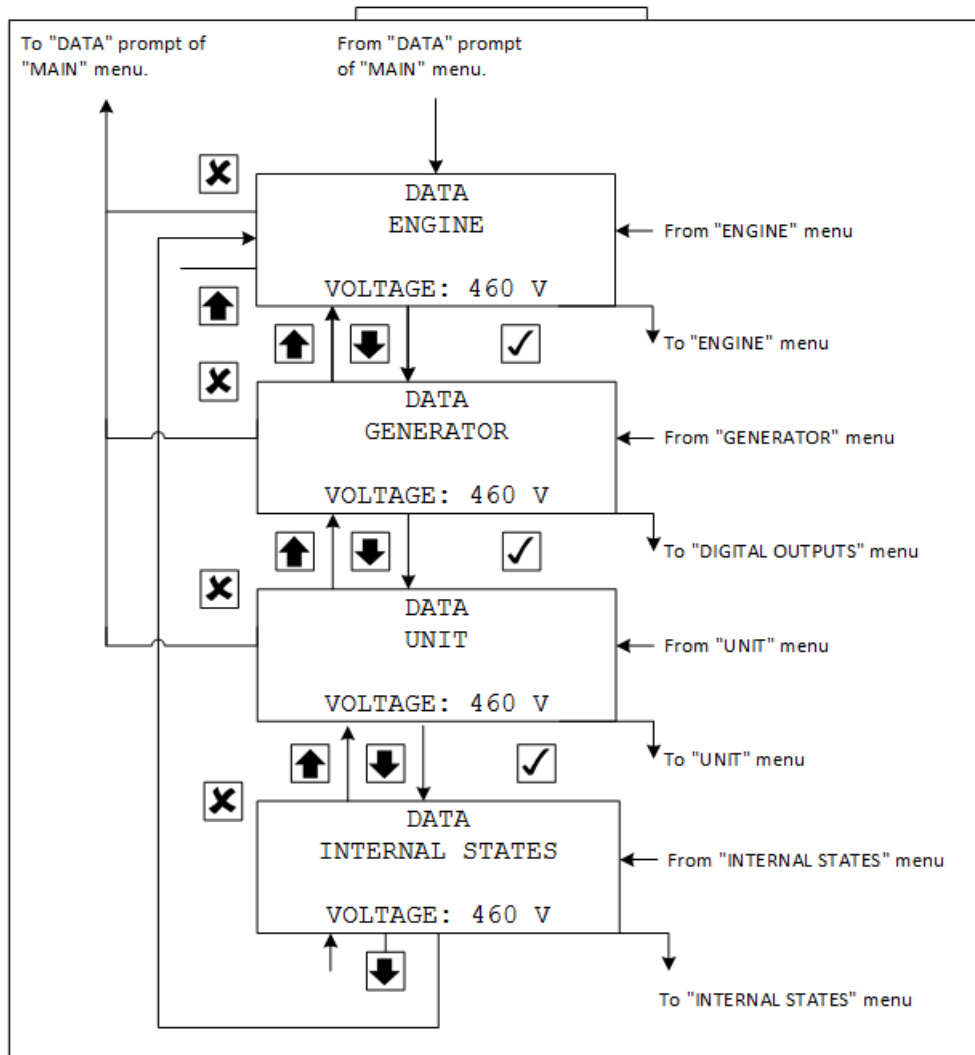 To "DATA" prompt of
"MAIN" menu.
From "DATA" prompt
of "MAIN" menu.
DATA
ENGINE
VOLTAGE: 460 V
From "ENGINE" menu
To "ENGINE" menu
DATA
GENERATOR
VOLTAGE: 460 V
From "GENERATOR" menu
To "DIGITAL OUTPUTS" menu
DATA
UNIT
VOLTAGE: 460 V
From "UNIT" menu
To "UNIT" menu
DATA
INTERNAL STATES
VOLTAGE: 460 V
From "INTERNAL STATES" menu
To "INTERNAL STATES" menu